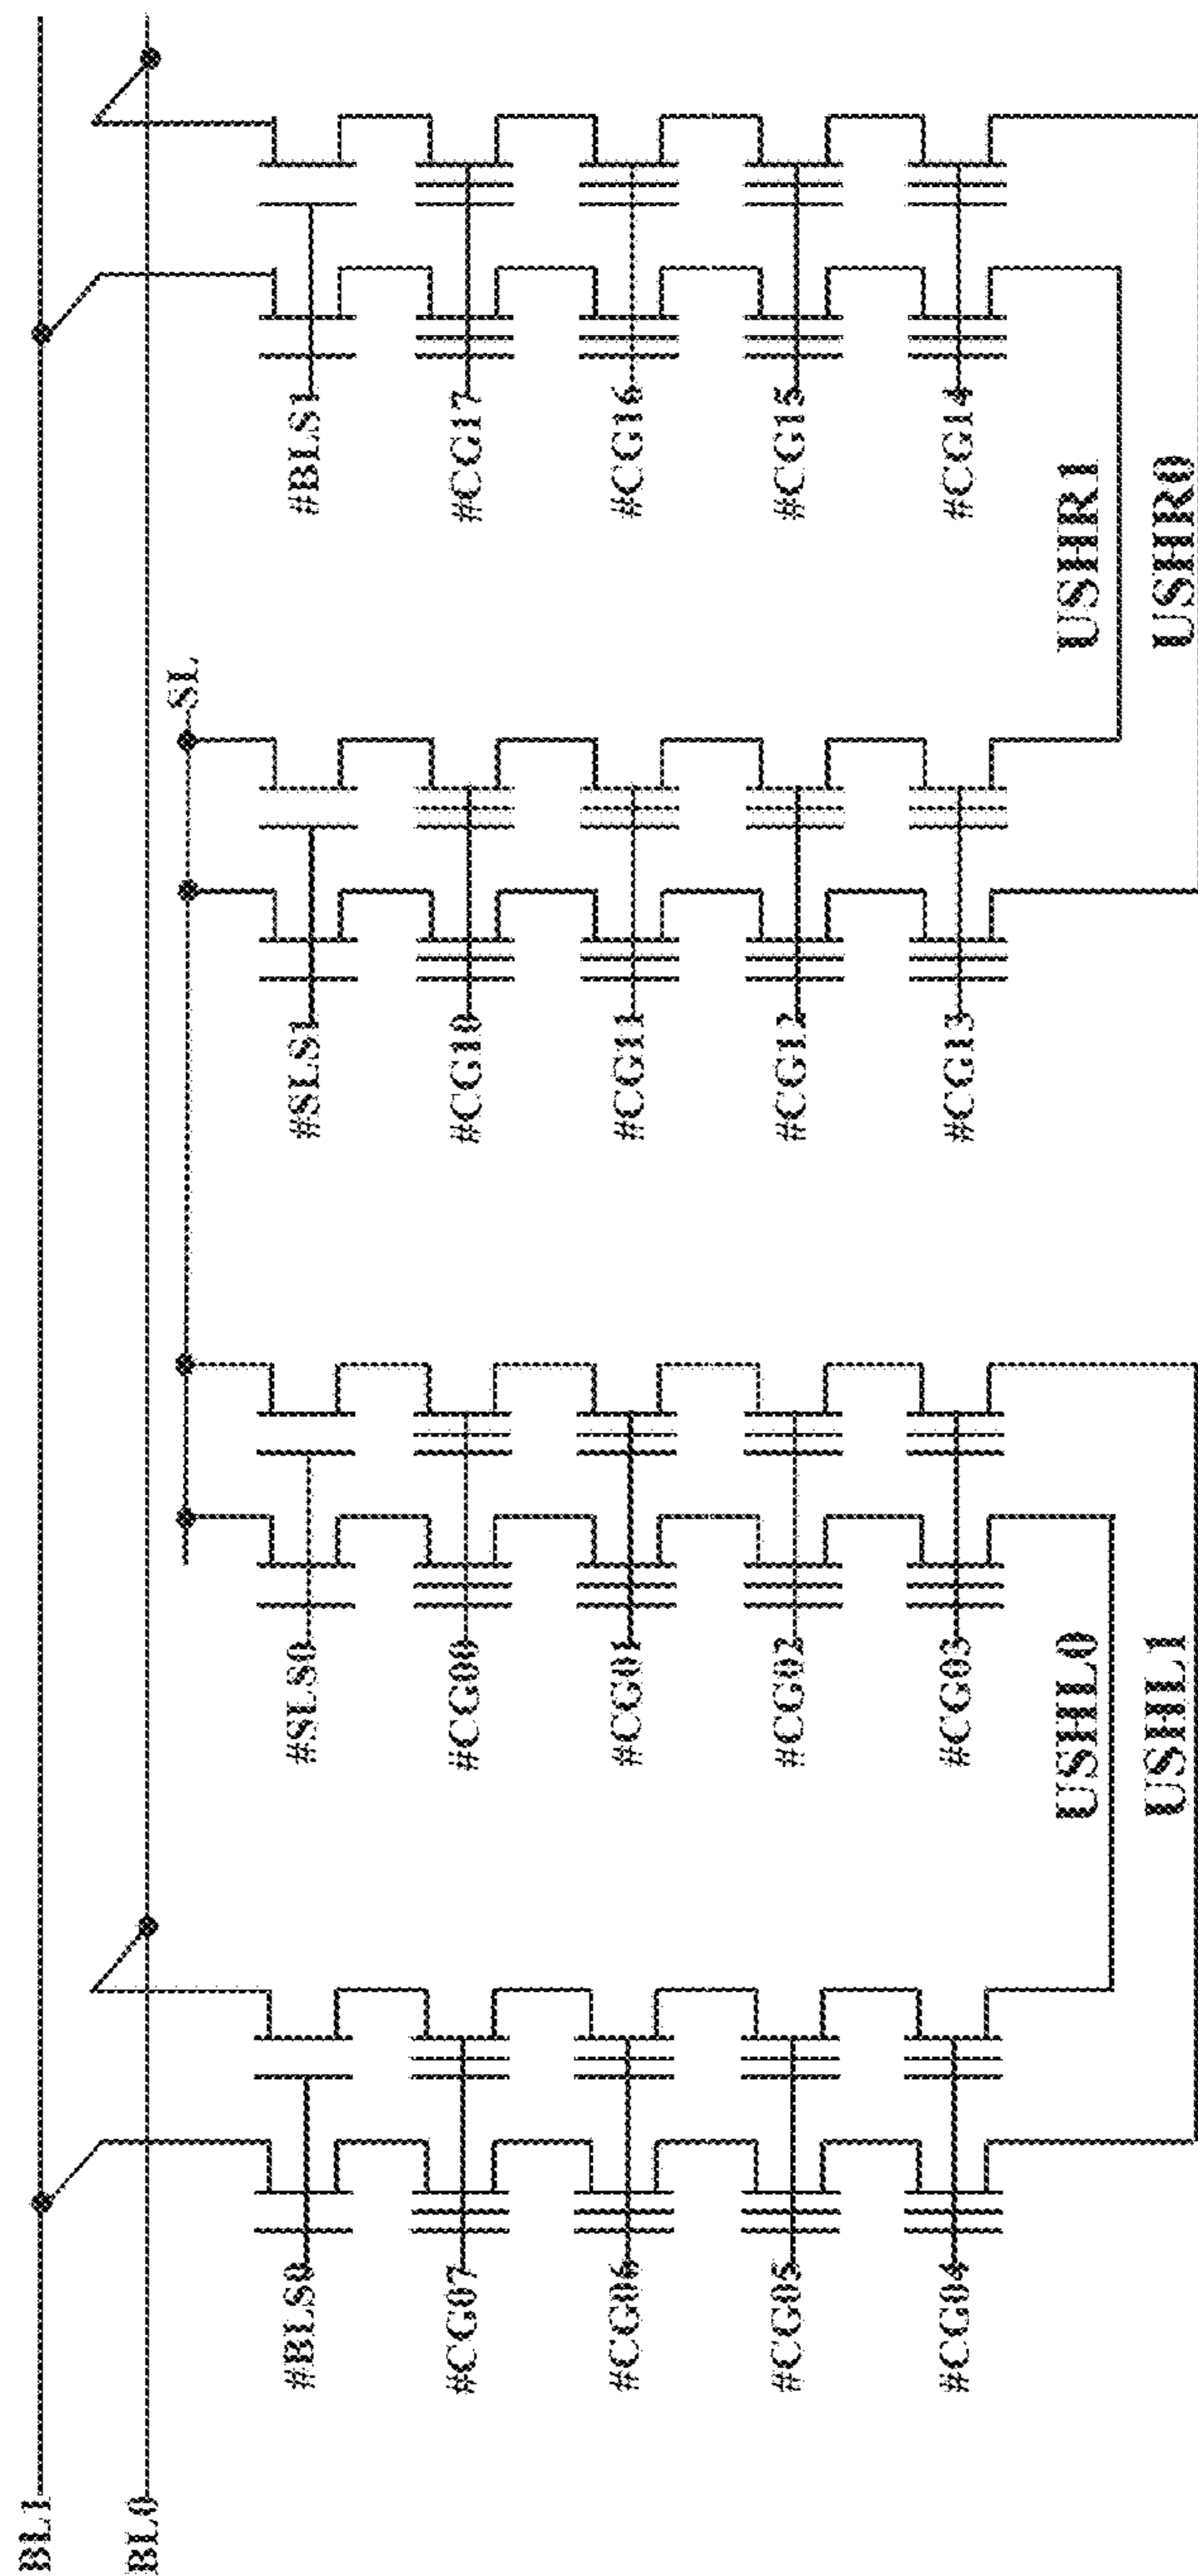 BL1
BL0
SL
#BLS0
#SLS0
#SLS1
#BLS1
#CG07
#CG00
#CG10
#CG17
#CG06
#CG01
#CG11
#CG16
#CG05
#CG02
#CG12
#CG15
#CG04
#CG03
#CG13
#CG14
USHL0
USHR1
USHL1
USHR0